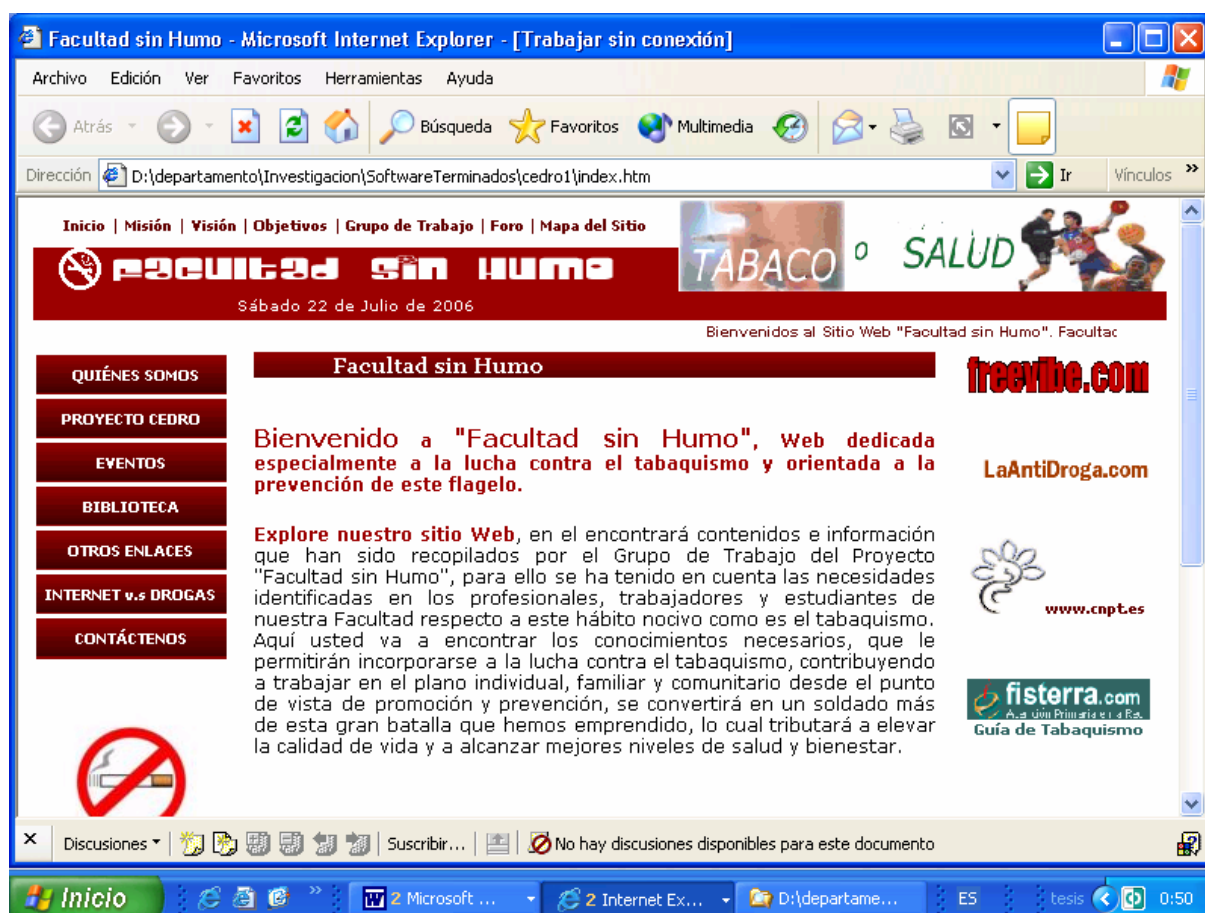 Facultad sin Humo - Microsoft Internet Explorer - [Trabajar sin conexión]
Archivo Edición Ver Favoritos Herramientas Ayuda
Atrás Búsqueda Favoritos Multimedia
Dirección D:\departamento\Investigacion\SoftwareTerminados\cedro1\index.htm Ir Vínculos »
Inicio | Misión | Visión | Objetivos | Grupo de Trabajo | Foro | Mapa del Sitio
Facultad sin Humo
TABACO o SALUD
Sábado 22 de Julio de 2006
Bienvenidos al Sitio Web "Facultad sin Humo". Facultac
QUIÉNES SOMOS
PROYECTO CEDRO
EVENTOS
BIBLIOTECA
OTROS ENLACES
INTERNET v.s DROGAS
CONTÁCTENOS
Facultad sin Humo
Bienvenido a "Facultad sin Humo", Web dedicada
especialmente a la lucha contra el tabaquismo y orientada a la
prevención de este flagelo.
Explore nuestro sitio Web, en el encontrará contenidos e información
que han sido recopilados por el Grupo de Trabajo del Proyecto
"Facultad sin Humo", para ello se ha tenido en cuenta las necesidades
identificadas en los profesionales, trabajadores y estudiantes de
nuestra Facultad respecto a este hábito nocivo como es el tabaquismo.
Aquí usted va a encontrar los conocimientos necesarios, que le
permitirán incorporarse a la lucha contra el tabaquismo, contribuyendo
a trabajar en el plano individual, familiar y comunitario desde el punto
de vista de promoción y prevención, se convertirá en un soldado más
de esta gran batalla que hemos emprendido, lo cual tributará a elevar
la calidad de vida y a alcanzar mejores niveles de salud y bienestar.
freevibe.com
LaAntiDroga.com
www.cnpt.es
fisterra.com
Guía de Tabaquismo
Discusiones Suscribir... No hay discusiones disponibles para este documento
Inicio » 2 Microsoft ... 2 Internet Ex... D:\departame... ES tesis 0:50